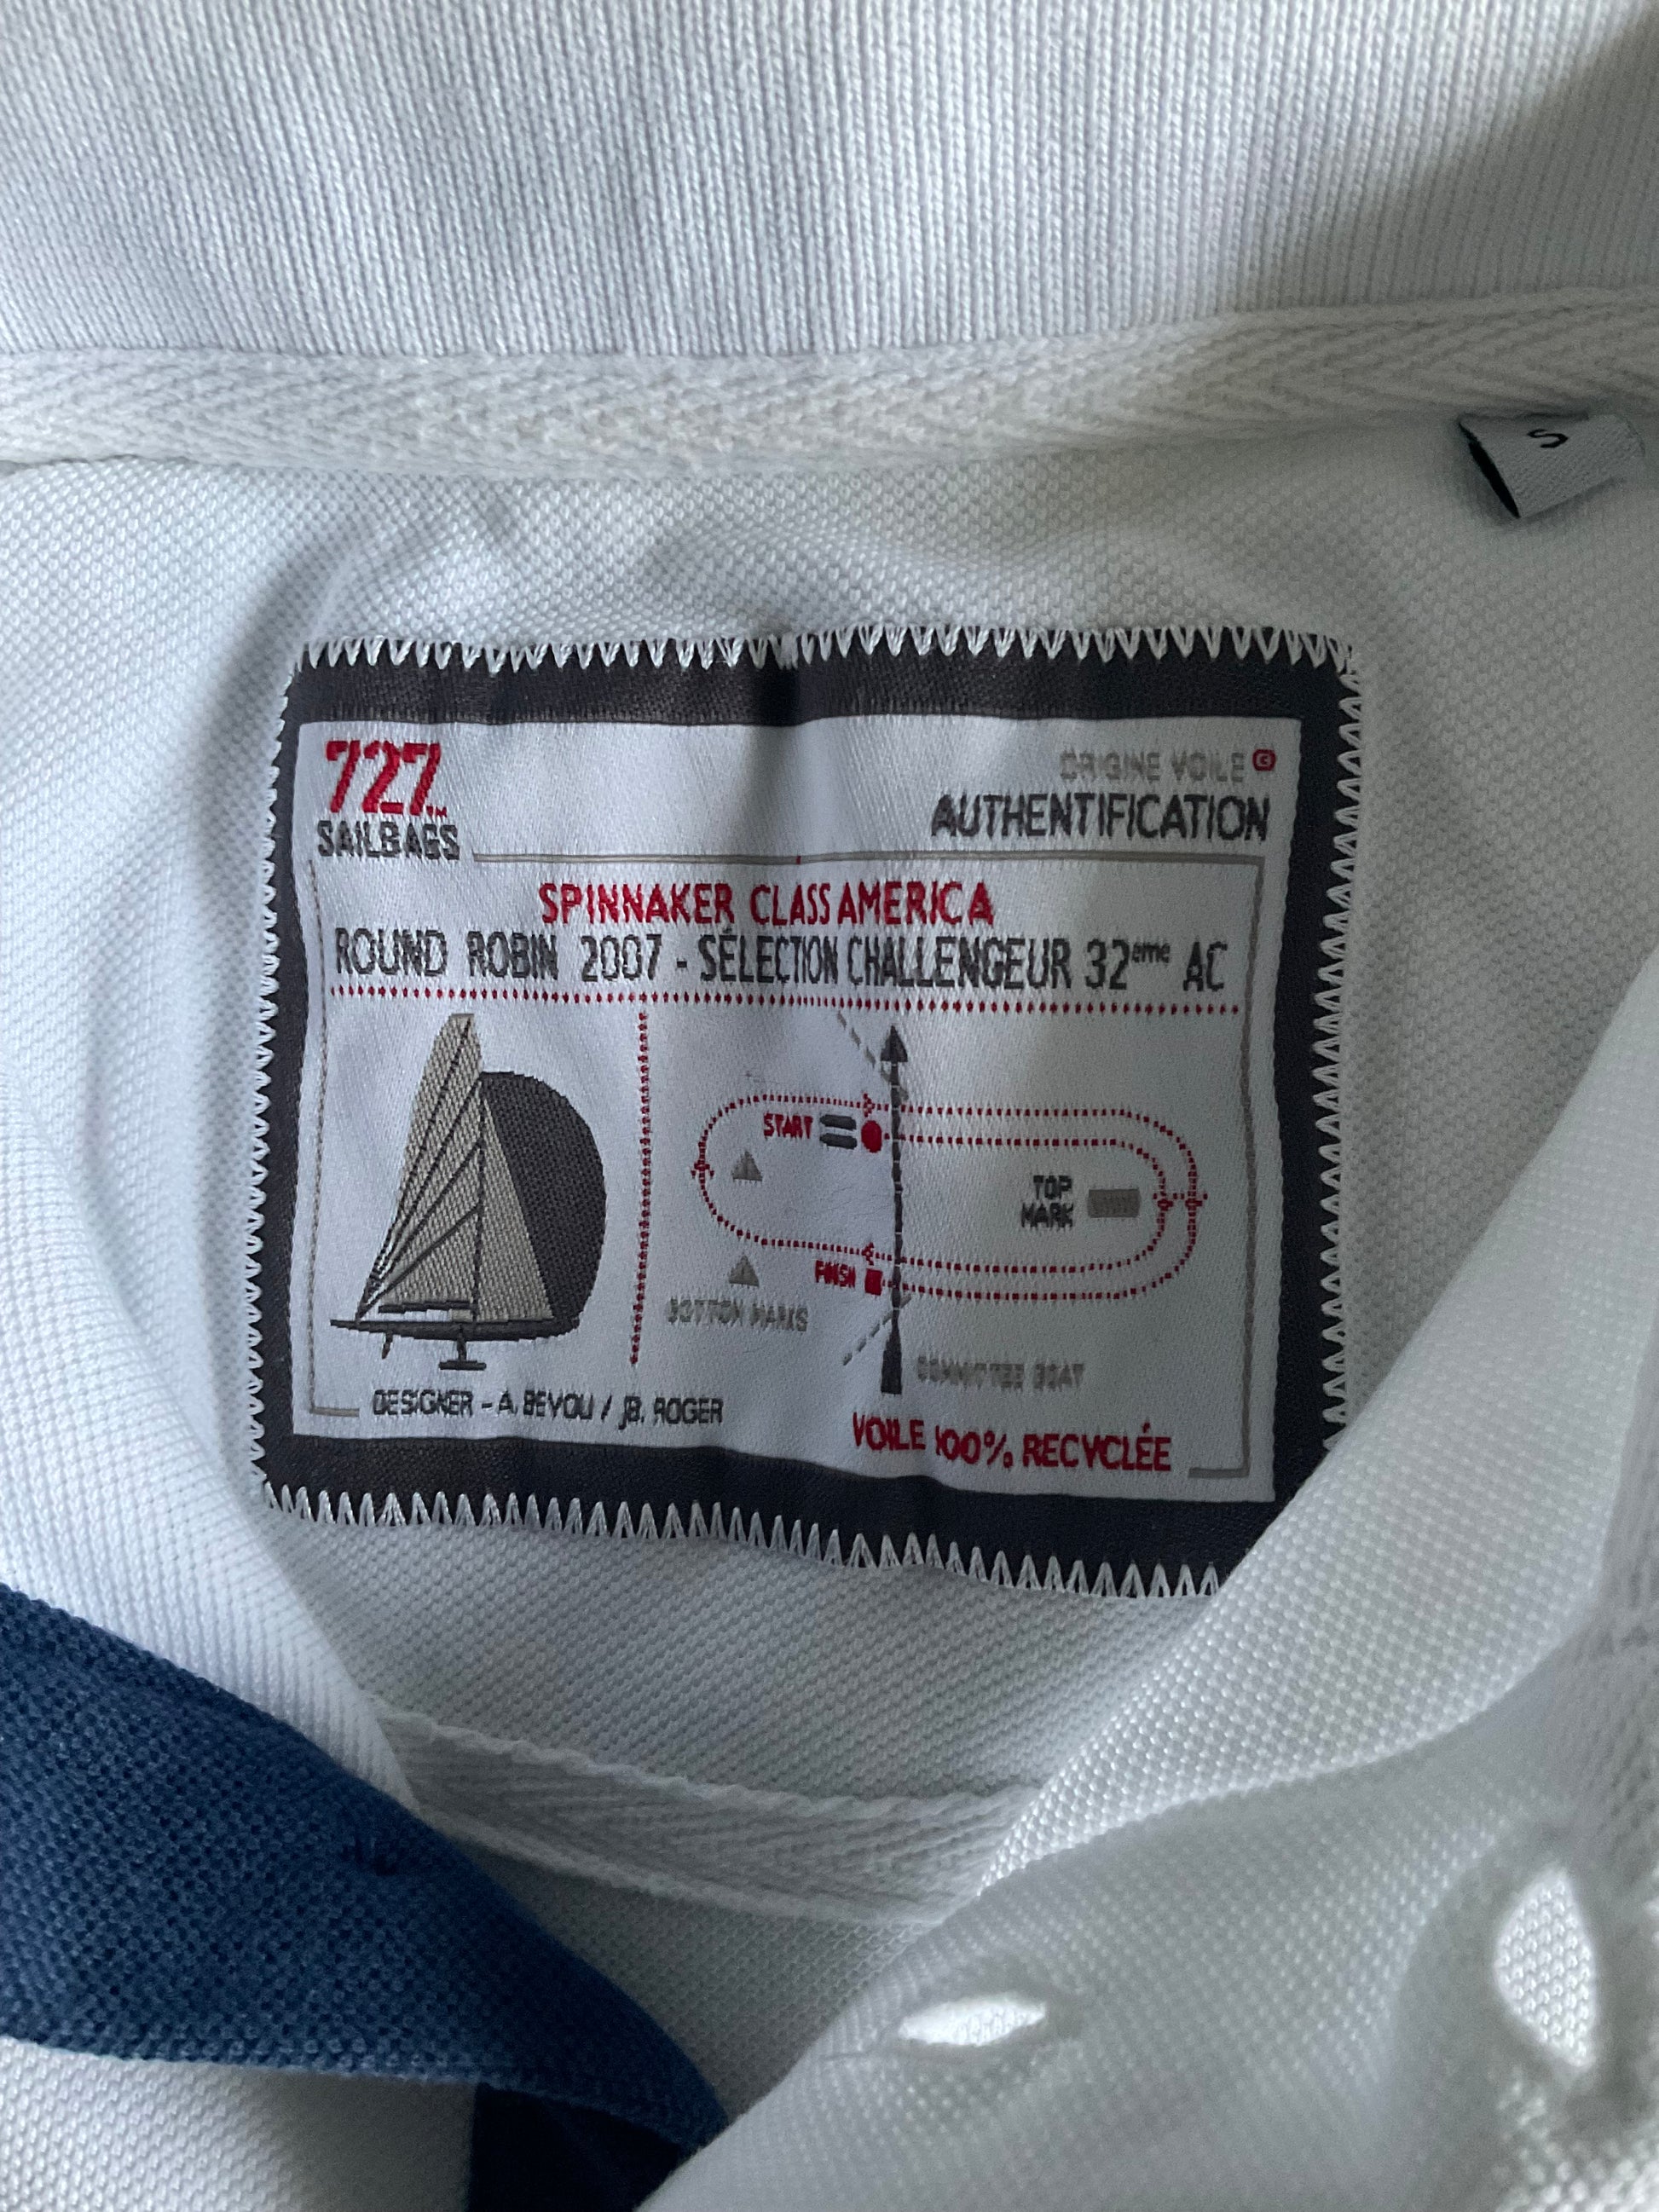 S
727
SAILBAGS
ORIGINE VOILE ©
AUTHENTIFICATION
SPINNAKER CLASS AMERICA
ROUND ROBIN 2007 - SÉLECTION CHALLENGEUR 32ème AC
START
TOP
MARK
FINISH
BOTTOM MARKS
COMMITTEE BOAT
DESIGNER - A. BEVOU / JB. ROGER
VOILE 100% RECYCLÉE